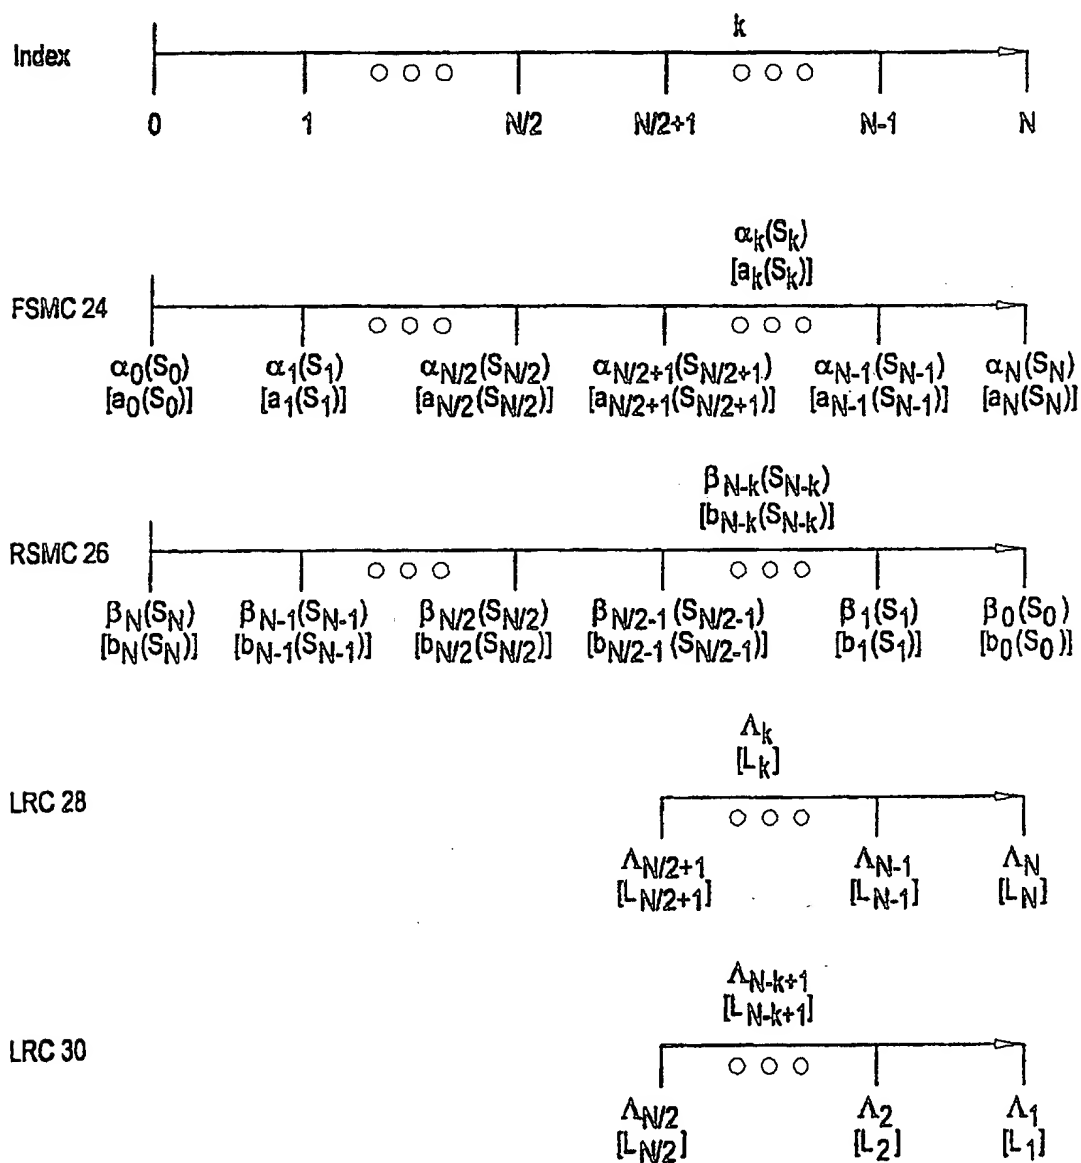 k
Index
0 1 N/2 N/2+1 N-1 N
αk(Sk)
[ak(Sk)]
FSMC 24
α0(S0) α1(S1) αN/2(SN/2) αN/2+1(SN/2+1) αN-1(SN-1) αN(SN)
[a0(S0)] [a1(S1)] [aN/2(SN/2)] [aN/2+1(SN/2+1)] [aN-1(SN-1)] [aN(SN)]
βN-k(SN-k)
[bN-k(SN-k)]
RSMC 26
βN(SN) βN-1(SN-1) βN/2(SN/2) βN/2-1(SN/2-1) β1(S1) β0(S0)
[bN(SN)] [bN-1(SN-1)] [bN/2(SN/2)] [bN/2-1(SN/2-1)] [b1(S1)] [b0(S0)]
Λk
[Lk]
LRC 28
ΛN/2+1 ΛN-1 ΛN
[LN/2+1] [LN-1] [LN]
ΛN-k+1
[LN-k+1]
LRC 30
ΛN/2 Λ2 Λ1
[LN/2] [L2] [L1]